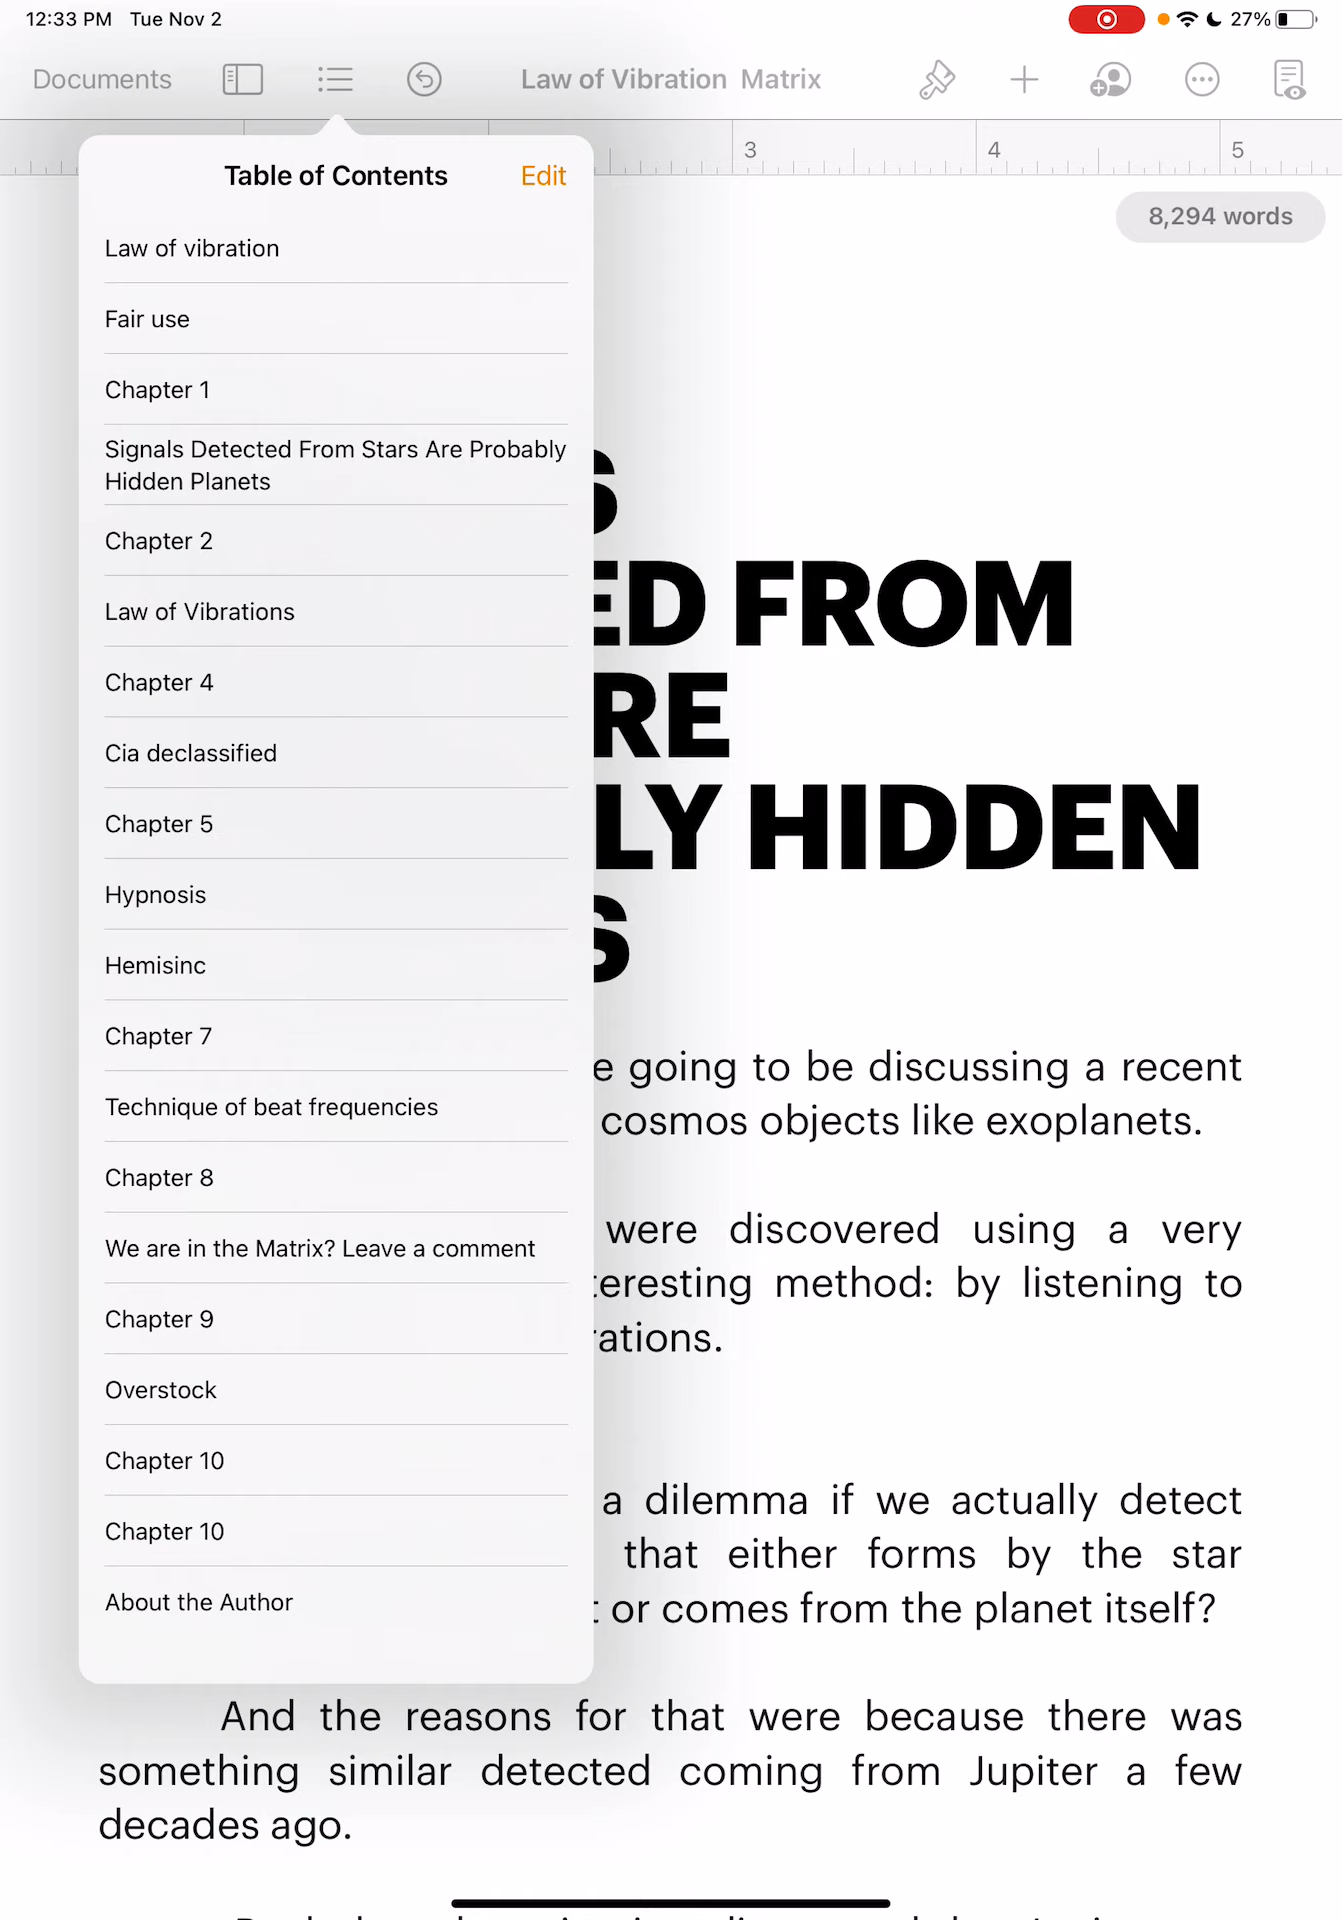 12:33 PM Tue Nov 2
27%
Documents
Law of Vibration Matrix
3
4
5
8,294 words
Table of Contents
Edit
Law of vibration
Fair use
Chapter 1
Signals Detected From Stars Are Probably
Hidden Planets
Chapter 2
Law of Vibrations
Chapter 4
Cia declassified
Chapter 5
Hypnosis
Hemisinc
Chapter 7
Technique of beat frequencies
Chapter 8
We are in the Matrix? Leave a comment
Chapter 9
Overstock
Chapter 10
Chapter 10
About the Author
S
ED FROM
RE
LY HIDDEN
S
e going to be discussing a recent
cosmos objects like exoplanets.
were discovered using a very
teresting method: by listening to
rations.
a dilemma if we actually detect
that either forms by the star
t or comes from the planet itself?
And the reasons for that were because there was
something similar detected coming from Jupiter a few
decades ago.